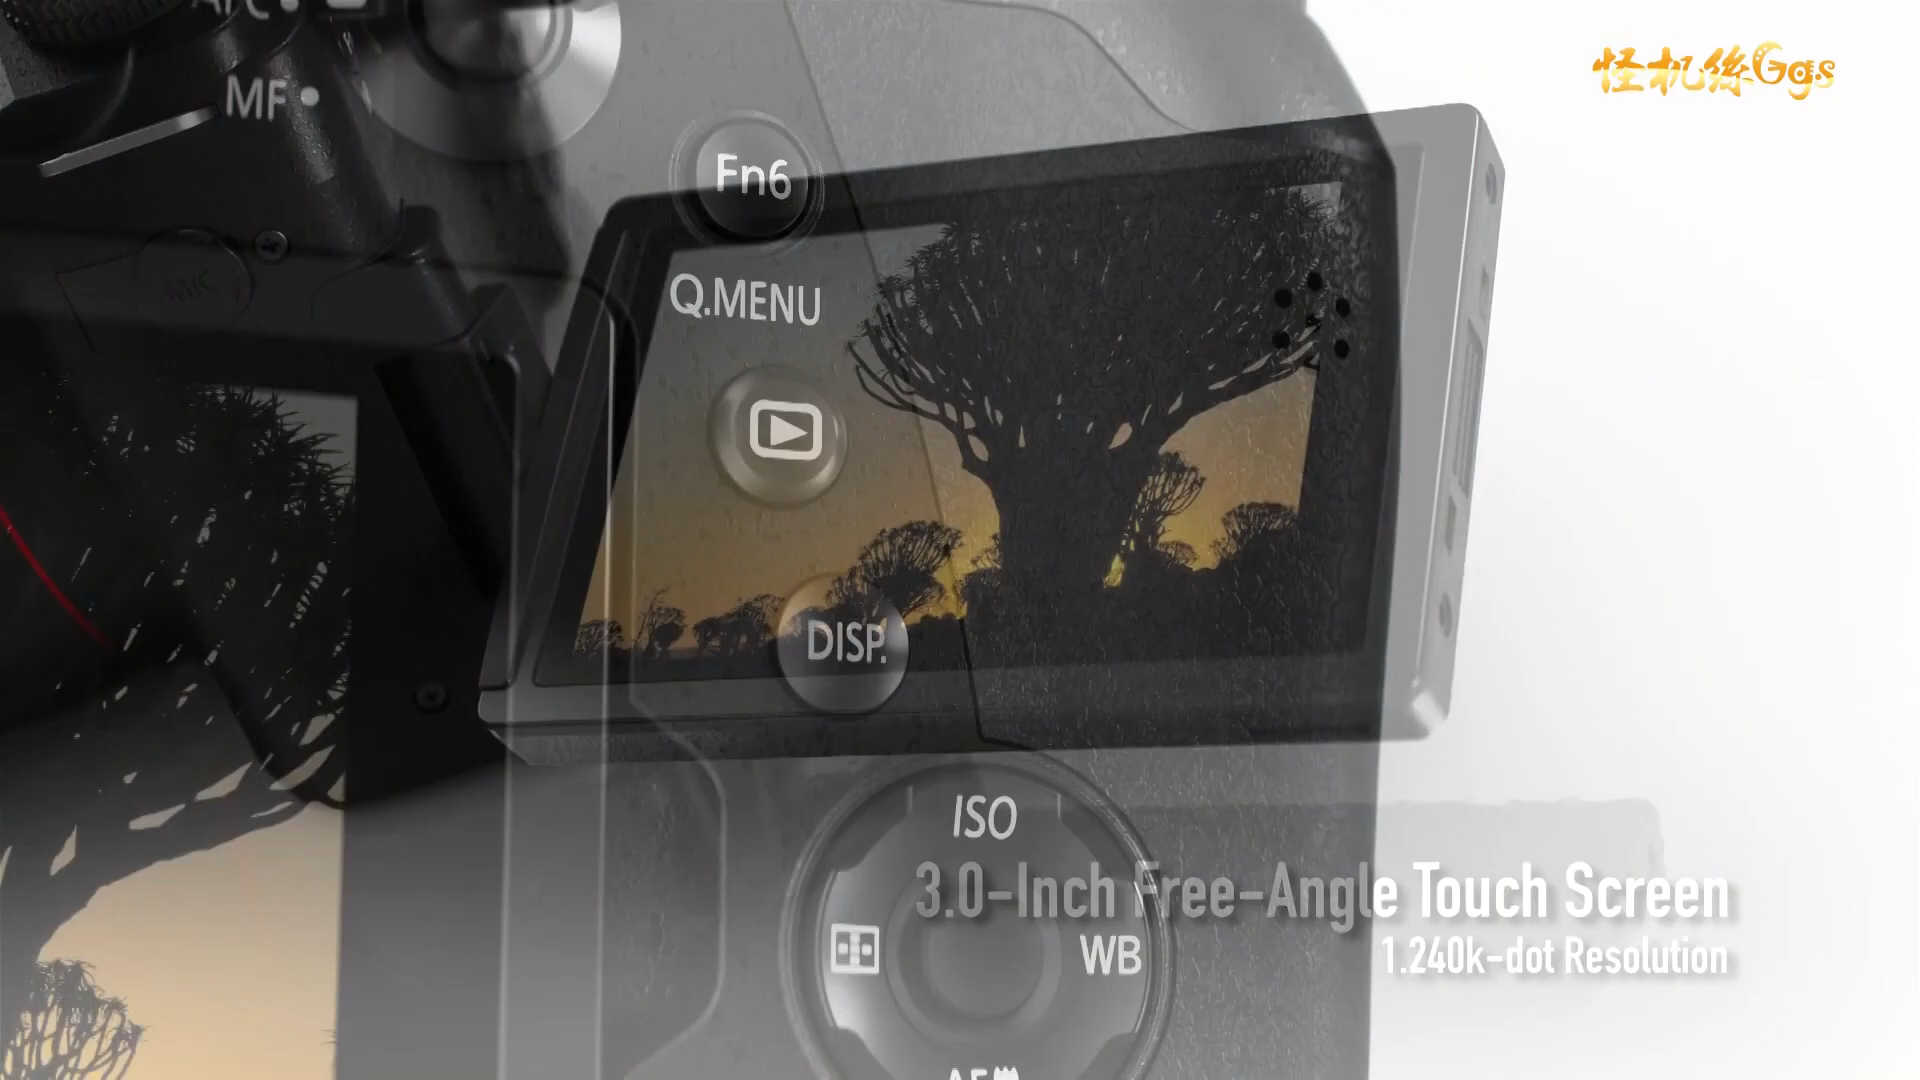 怪机丝Ggs
MF
Fn6
MIC
Q.MENU
DISP.
ISO
3.0-Inch Free-Angle Touch Screen
WB
1.240k-dot Resolution